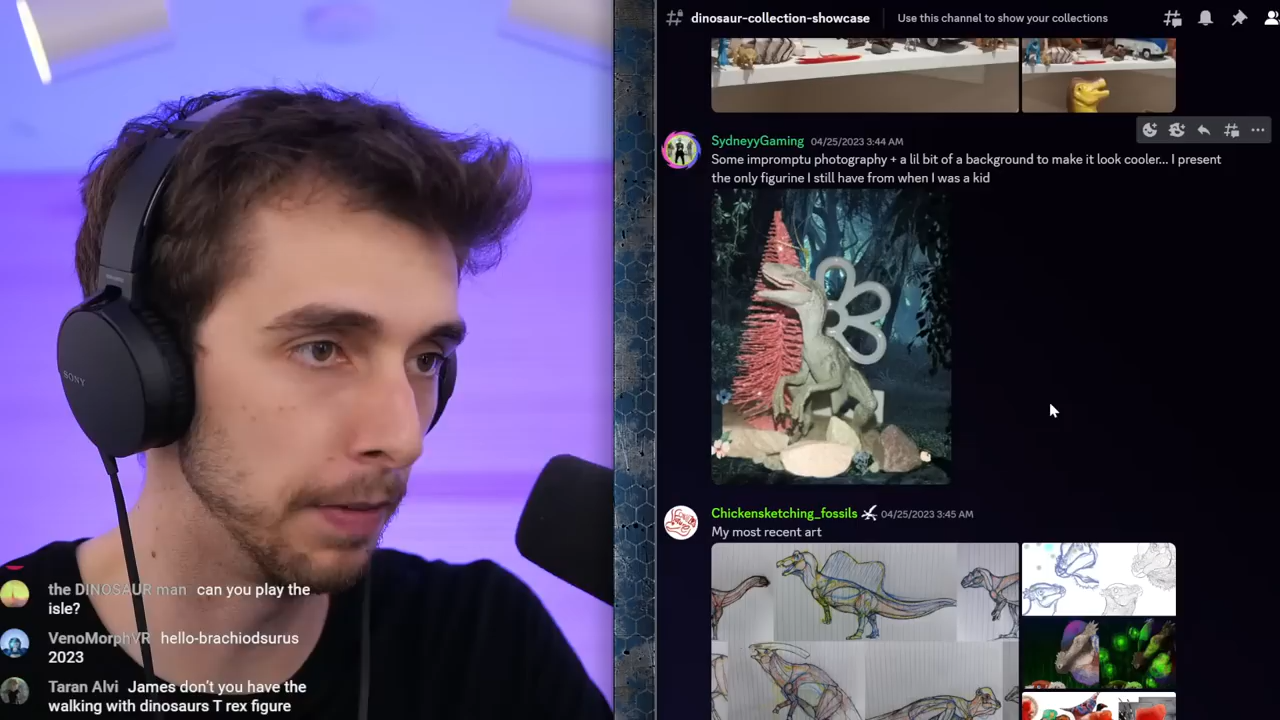 dinosaur-collection-showcase
Use this channel to show your collections
SydneyyGaming 04/25/2023 3:44 AM
Some impromptu photography + a lil bit of a background to make it look cooler... I present
the only figurine I still have from when I was a kid
Chickensketching_fossils 04/25/2023 3:45 AM
My most recent art
SONY
the DINOSAUR man can you play the
isle?
VenoMorphVR hello-brachiodsurus
2023
Taran Alvi James don't you have the
walking with dinosaurs T rex figure